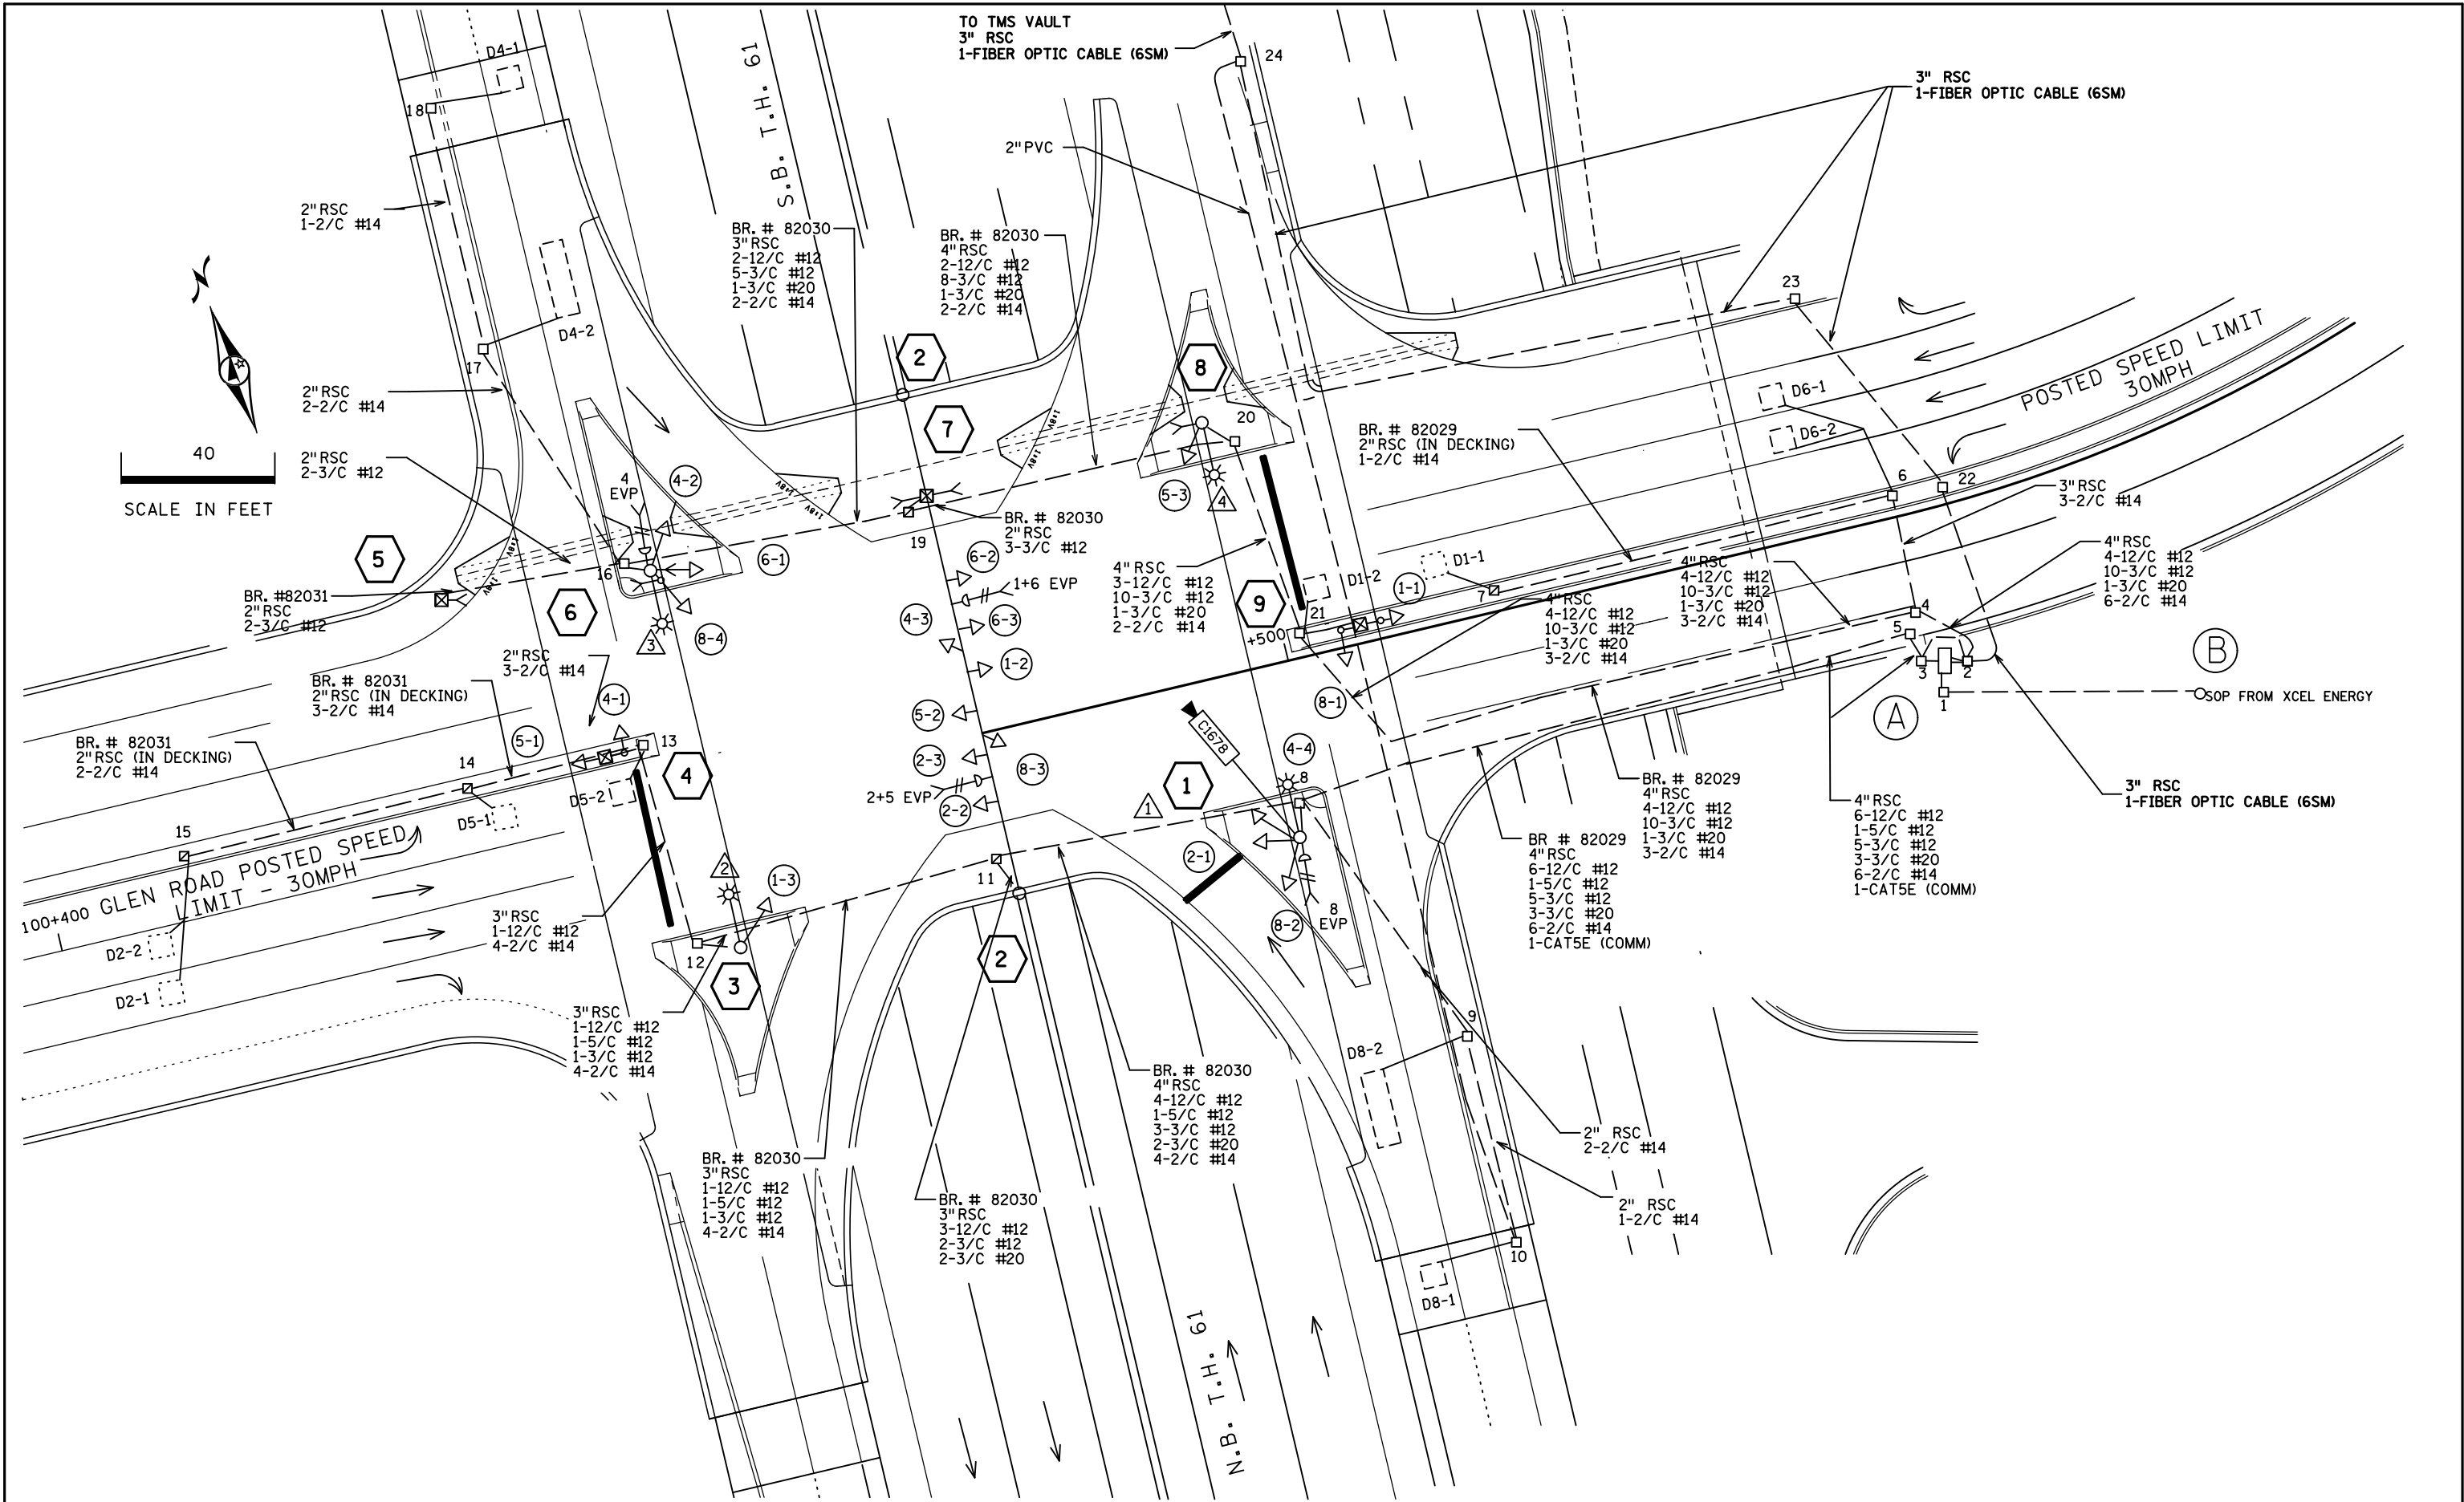 TO TMS VAULT
3" RSC
1-FIBER OPTIC CABLE (6SM)
24
3" RSC
1-FIBER OPTIC CABLE (6SM)
D4-1
18
S.B. T.H. 61
2"PVC
2"RSC
1-2/C #14
BR. # 82030
3"RSC
2-12/C #12
5-3/C #12
1-3/C #20
2-2/C #14
BR. # 82030
4"RSC
2-12/C #12
8-3/C #12
1-3/C #20
2-2/C #14
23
D4-2
17
2
8
7
20
POSTED SPEED LIMIT
30MPH
D6-1
D6-2
2"RSC
2-2/C #14
40
SCALE IN FEET
2"RSC
2-3/C #12
BR. # 82029
2"RSC (IN DECKING)
1-2/C #14
4
EVP
4-2
5-3
4
6
22
3"RSC
3-2/C #14
1:8V
1:8V
1:8V
1:8V
1:8V
1:8V
BR. # 82030
2"RSC
3-3/C #12
19
5
16
6-1
6-2
1+6 EVP
4"RSC
3-12/C #12
10-3/C #12
1-3/C #20
2-2/C #14
D1-1
D1-2
1-1
7
4"RSC
4-12/C #12
10-3/C #12
1-3/C #20
3-2/C #14
4"RSC
4-12/C #12
10-3/C #12
1-3/C #20
6-2/C #14
BR. #82031
2"RSC
2-3/C #12
6
4-3
6-3
9
21
+500
4"RSC
4-12/C #12
10-3/C #12
1-3/C #20
3-2/C #14
4
5
3
2
1
B
A
SOP FROM XCEL ENERGY
3
8-4
1-2
2"RSC
3-2/C #14
BR. # 82031
2"RSC (IN DECKING)
3-2/C #14
4-1
5-2
8-1
C1678
BR. # 82031
2"RSC (IN DECKING)
2-2/C #14
5-1
14
13
4
D5-2
D5-1
2-3
8-3
2+5 EVP
2-2
1
1
4-4
8
BR. # 82029
4"RSC
4-12/C #12
10-3/C #12
1-3/C #20
3-2/C #14
3" RSC
1-FIBER OPTIC CABLE (6SM)
4"RSC
6-12/C #12
1-5/C #12
5-3/C #12
3-3/C #20
6-2/C #14
1-CAT5E (COMM)
15
GLEN ROAD POSTED SPEED
LIMIT - 30MPH
100+400
D2-2
D2-1
2
1-3
11
2-1
BR # 82029
4"RSC
6-12/C #12
1-5/C #12
5-3/C #12
3-3/C #20
6-2/C #14
1-CAT5E (COMM)
3"RSC
1-12/C #12
4-2/C #14
12
3
2
8-2
8
EVP
3"RSC
1-12/C #12
1-5/C #12
1-3/C #12
4-2/C #14
9
D8-2
BR. # 82030
4"RSC
4-12/C #12
1-5/C #12
3-3/C #12
2-3/C #20
4-2/C #14
2" RSC
2-2/C #14
BR. # 82030
3"RSC
1-12/C #12
1-5/C #12
1-3/C #12
4-2/C #14
BR. # 82030
3"RSC
3-12/C #12
2-3/C #12
2-3/C #20
2" RSC
1-2/C #14
10
D8-1
N.B. T.H. 61